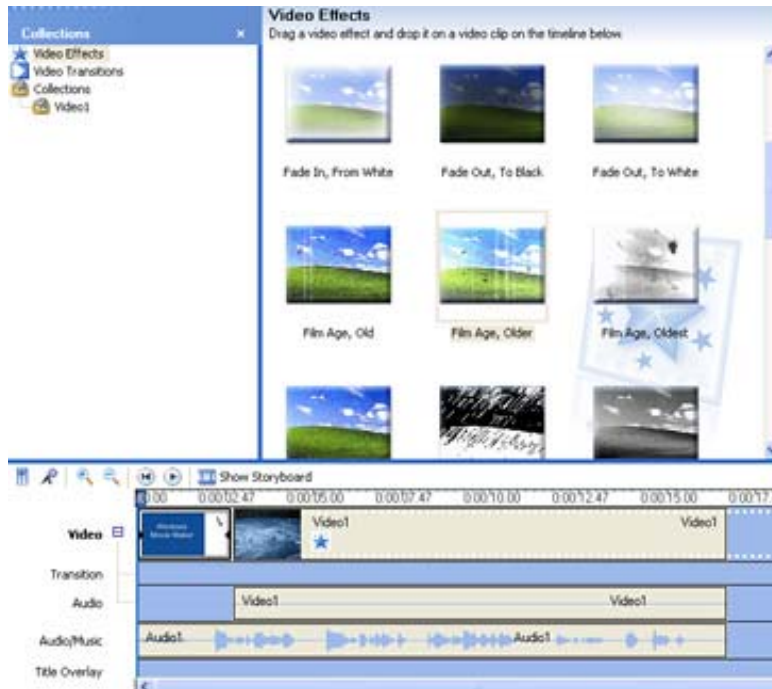 Collections ×
Video Effects
Video Transitions
Collections
Video1
Video Effects
Drag a video effect and drop it on a video clip on the timeline below.
Fade In, From White
Fade Out, To Black
Fade Out, To White
Film Age, Old
Film Age, Older
Film Age, Oldest
Show Storyboard
0:00 0:00:02.47 0:00:05.00 0:00:07.47 0:00:10.00 0:00:12.47 0:00:15.00 0:00:17.
Video
Windows
Movie Maker
Video1
Video1
Transition
Audio
Video1
Video1
Audio/Music
Audio1
Audio1
Title Overlay